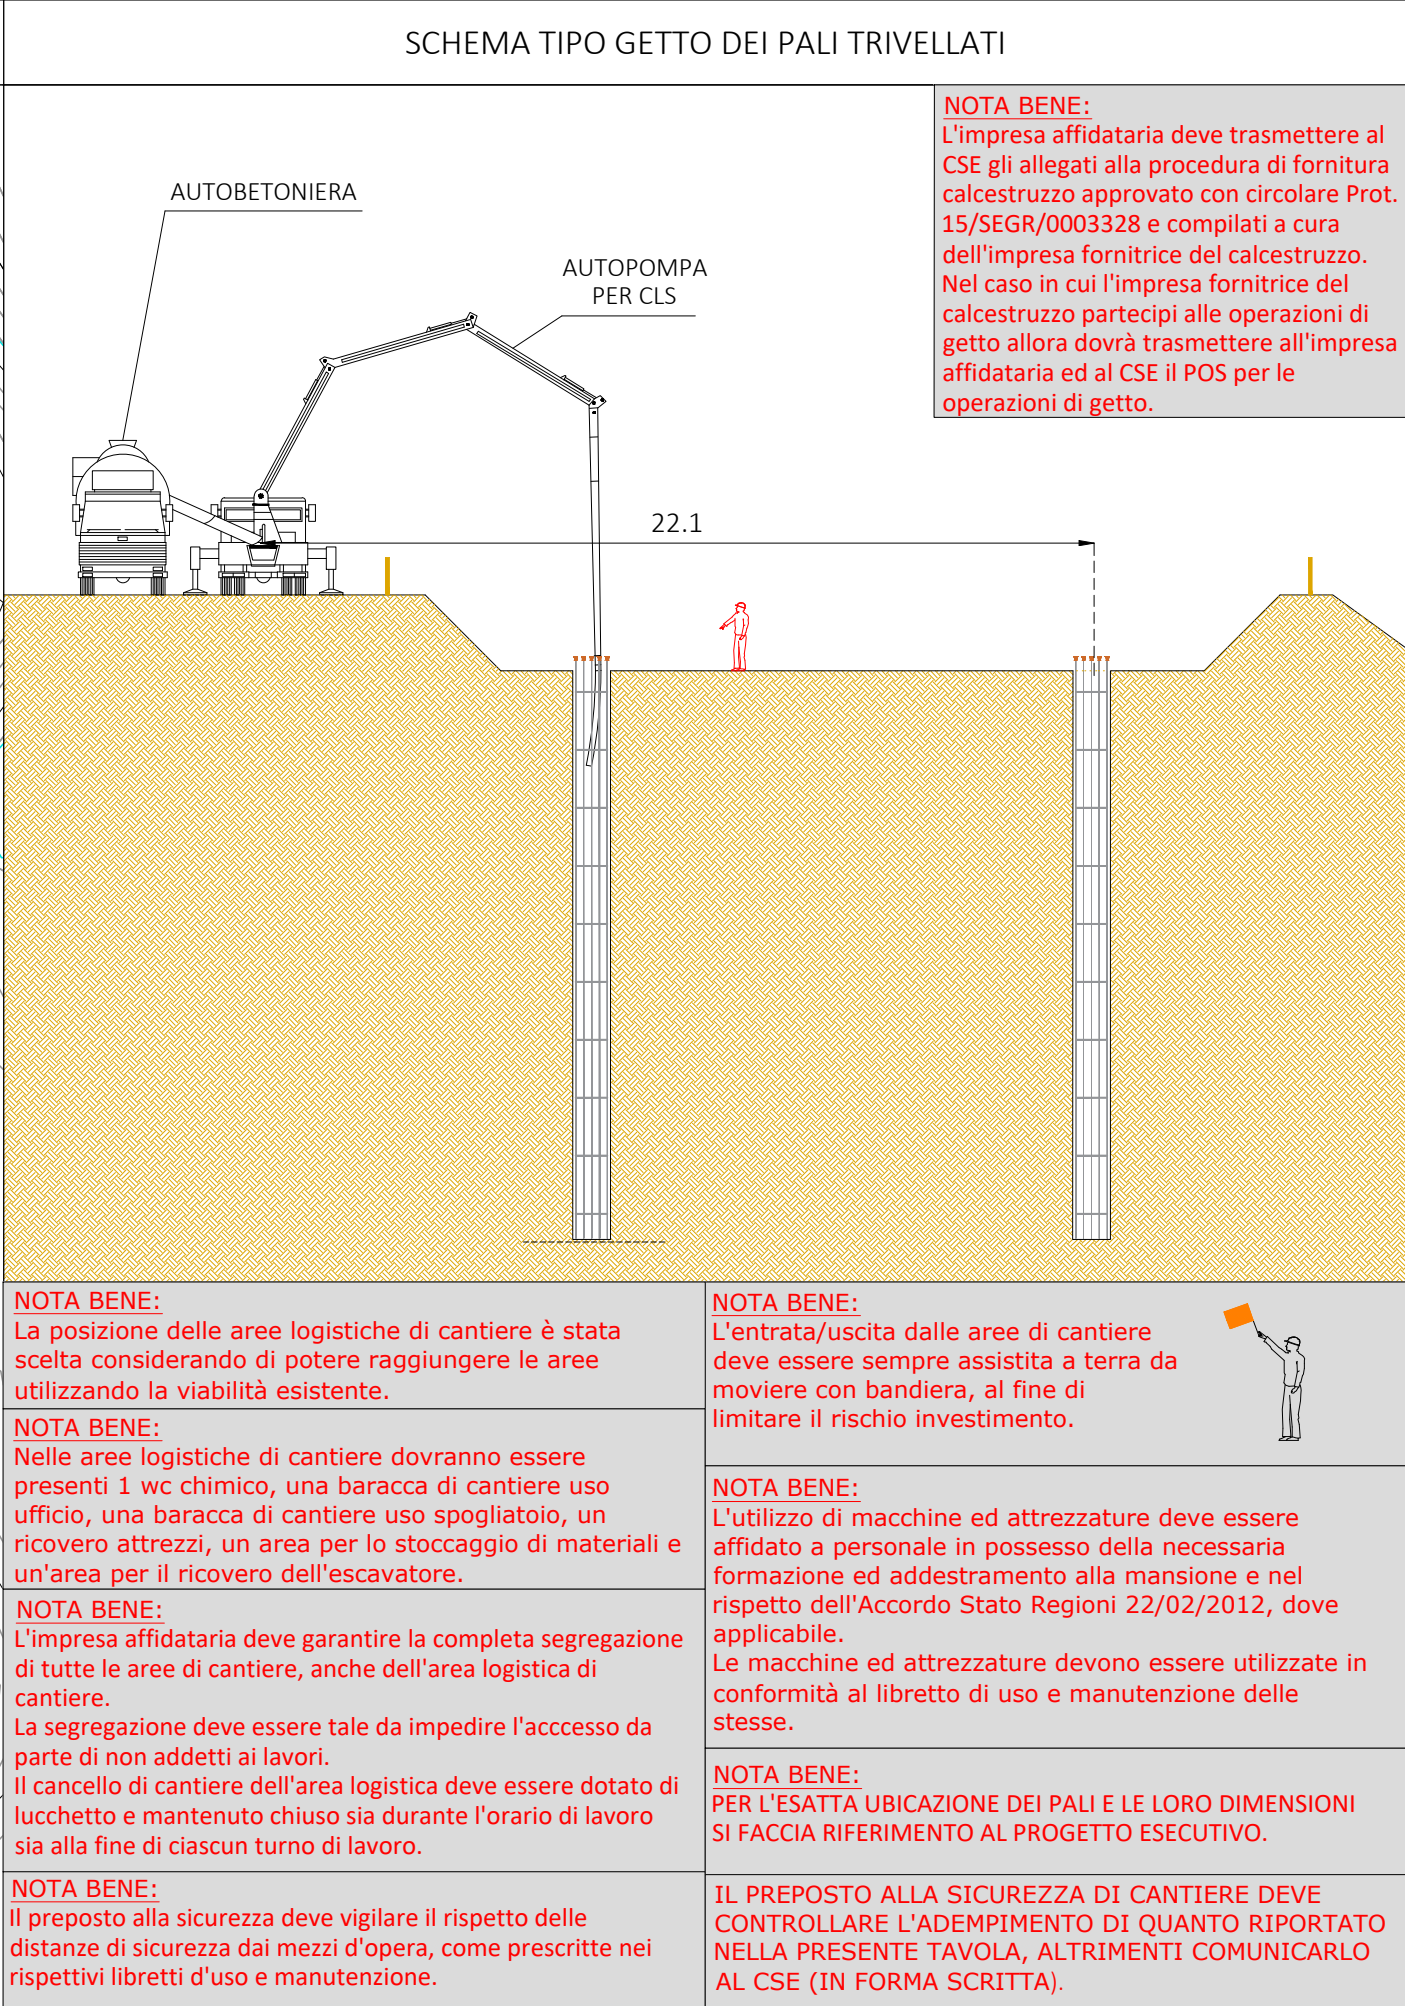 SCHEMA TIPO GETTO DEI PALI TRIVELLATI
NOTA BENE:
L'impresa affidataria deve trasmettere al
CSE gli allegati alla procedura di fornitura
calcestruzzo approvato con circolare Prot.
15/SEGR/0003328 e compilati a cura
dell'impresa fornitrice del calcestruzzo.
Nel caso in cui l'impresa fornitrice del
calcestruzzo partecipi alle operazioni di
getto allora dovrà trasmettere all'impresa
affidataria ed al CSE il POS per le
operazioni di getto.
AUTOBETONIERA
AUTOPOMPA
PER CLS
22.1
NOTA BENE:
La posizione delle aree logistiche di cantiere è stata
scelta considerando di potere raggiungere le aree
utilizzando la viabilità esistente.
NOTA BENE:
Nelle aree logistiche di cantiere dovranno essere
presenti 1 wc chimico, una baracca di cantiere uso
ufficio, una baracca di cantiere uso spogliatoio, un
ricovero attrezzi, un area per lo stoccaggio di materiali e
un'area per il ricovero dell'escavatore.
NOTA BENE:
L'impresa affidataria deve garantire la completa segregazione
di tutte le aree di cantiere, anche dell'area logistica di
cantiere.
La segregazione deve essere tale da impedire l'acccesso da
parte di non addetti ai lavori.
Il cancello di cantiere dell'area logistica deve essere dotato di
lucchetto e mantenuto chiuso sia durante l'orario di lavoro
sia alla fine di ciascun turno di lavoro.
NOTA BENE:
Il preposto alla sicurezza deve vigilare il rispetto delle
distanze di sicurezza dai mezzi d'opera, come prescritte nei
rispettivi libretti d'uso e manutenzione.
NOTA BENE:
L'entrata/uscita dalle aree di cantiere
deve essere sempre assistita a terra da
moviere con bandiera, al fine di
limitare il rischio investimento.
NOTA BENE:
L'utilizzo di macchine ed attrezzature deve essere
affidato a personale in possesso della necessaria
formazione ed addestramento alla mansione e nel
rispetto dell'Accordo Stato Regioni 22/02/2012, dove
applicabile.
Le macchine ed attrezzature devono essere utilizzate in
conformità al libretto di uso e manutenzione delle
stesse.
NOTA BENE:
PER L'ESATTA UBICAZIONE DEI PALI E LE LORO DIMENSIONI
SI FACCIA RIFERIMENTO AL PROGETTO ESECUTIVO.
IL PREPOSTO ALLA SICUREZZA DI CANTIERE DEVE
CONTROLLARE L'ADEMPIMENTO DI QUANTO RIPORTATO
NELLA PRESENTE TAVOLA, ALTRIMENTI COMUNICARLO
AL CSE (IN FORMA SCRITTA).